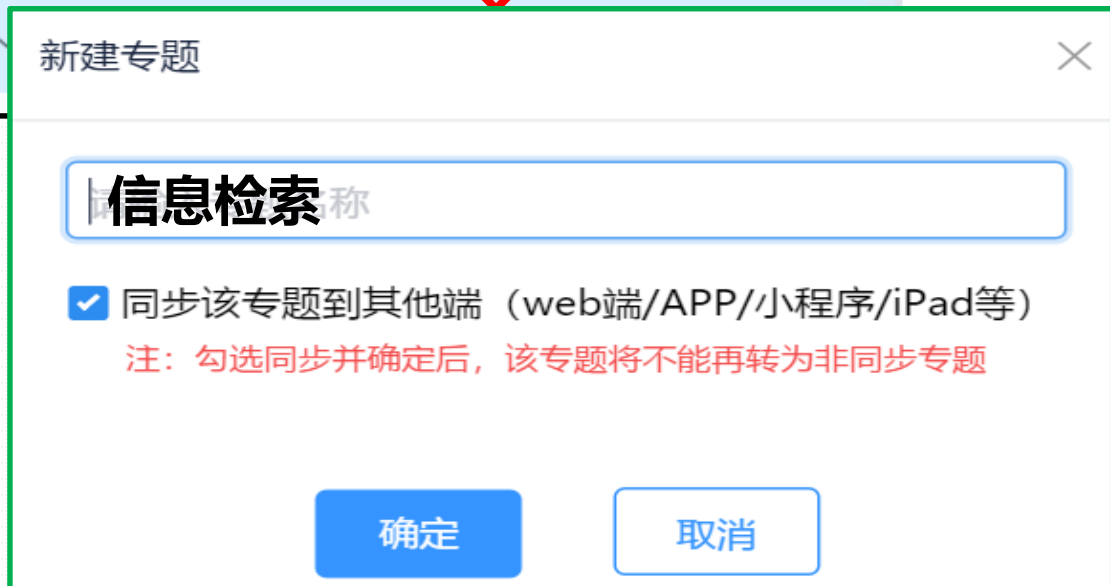 新建专题
信息检索
称
同步该专题到其他端（web端/APP/小程序/iPad等）
注：勾选同步并确定后，该专题将不能再转为非同步专题
确定
取消